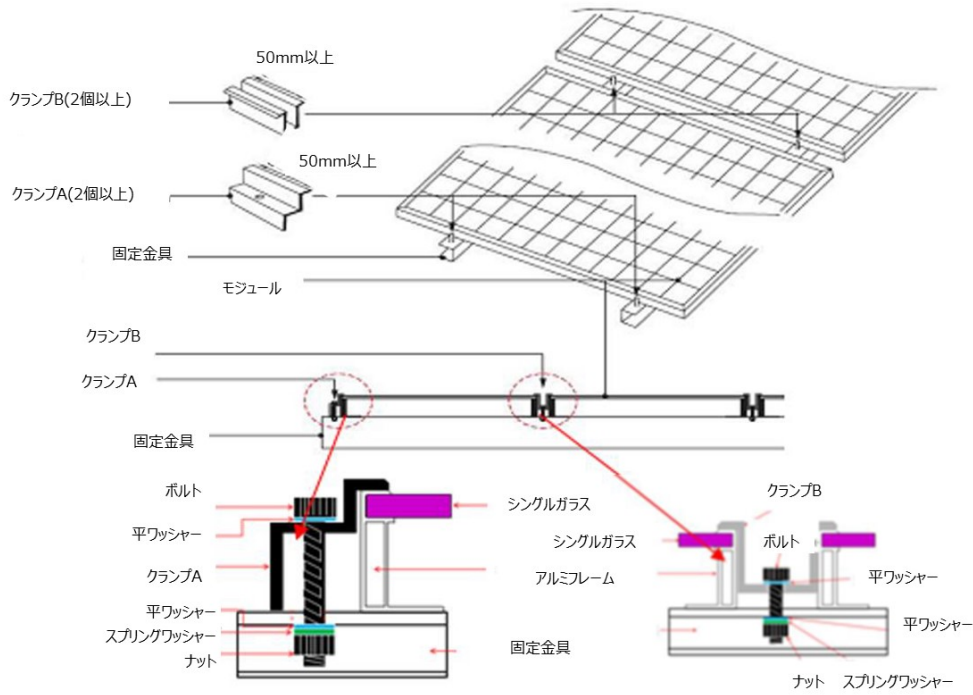 50mm以上
クランプB(2個以上)
50mm以上
クランプA(2個以上)
固定金具
モジュール
クランプB
クランプA
固定金具
ボルト
平ワッシャー
クランプA
平ワッシャー
スプリングワッシャー
ナット
シングルガラス
アルミフレーム
固定金具
クランプB
シングルガラス
ボルト
平ワッシャー
平ワッシャー
ナット
スプリングワッシャー